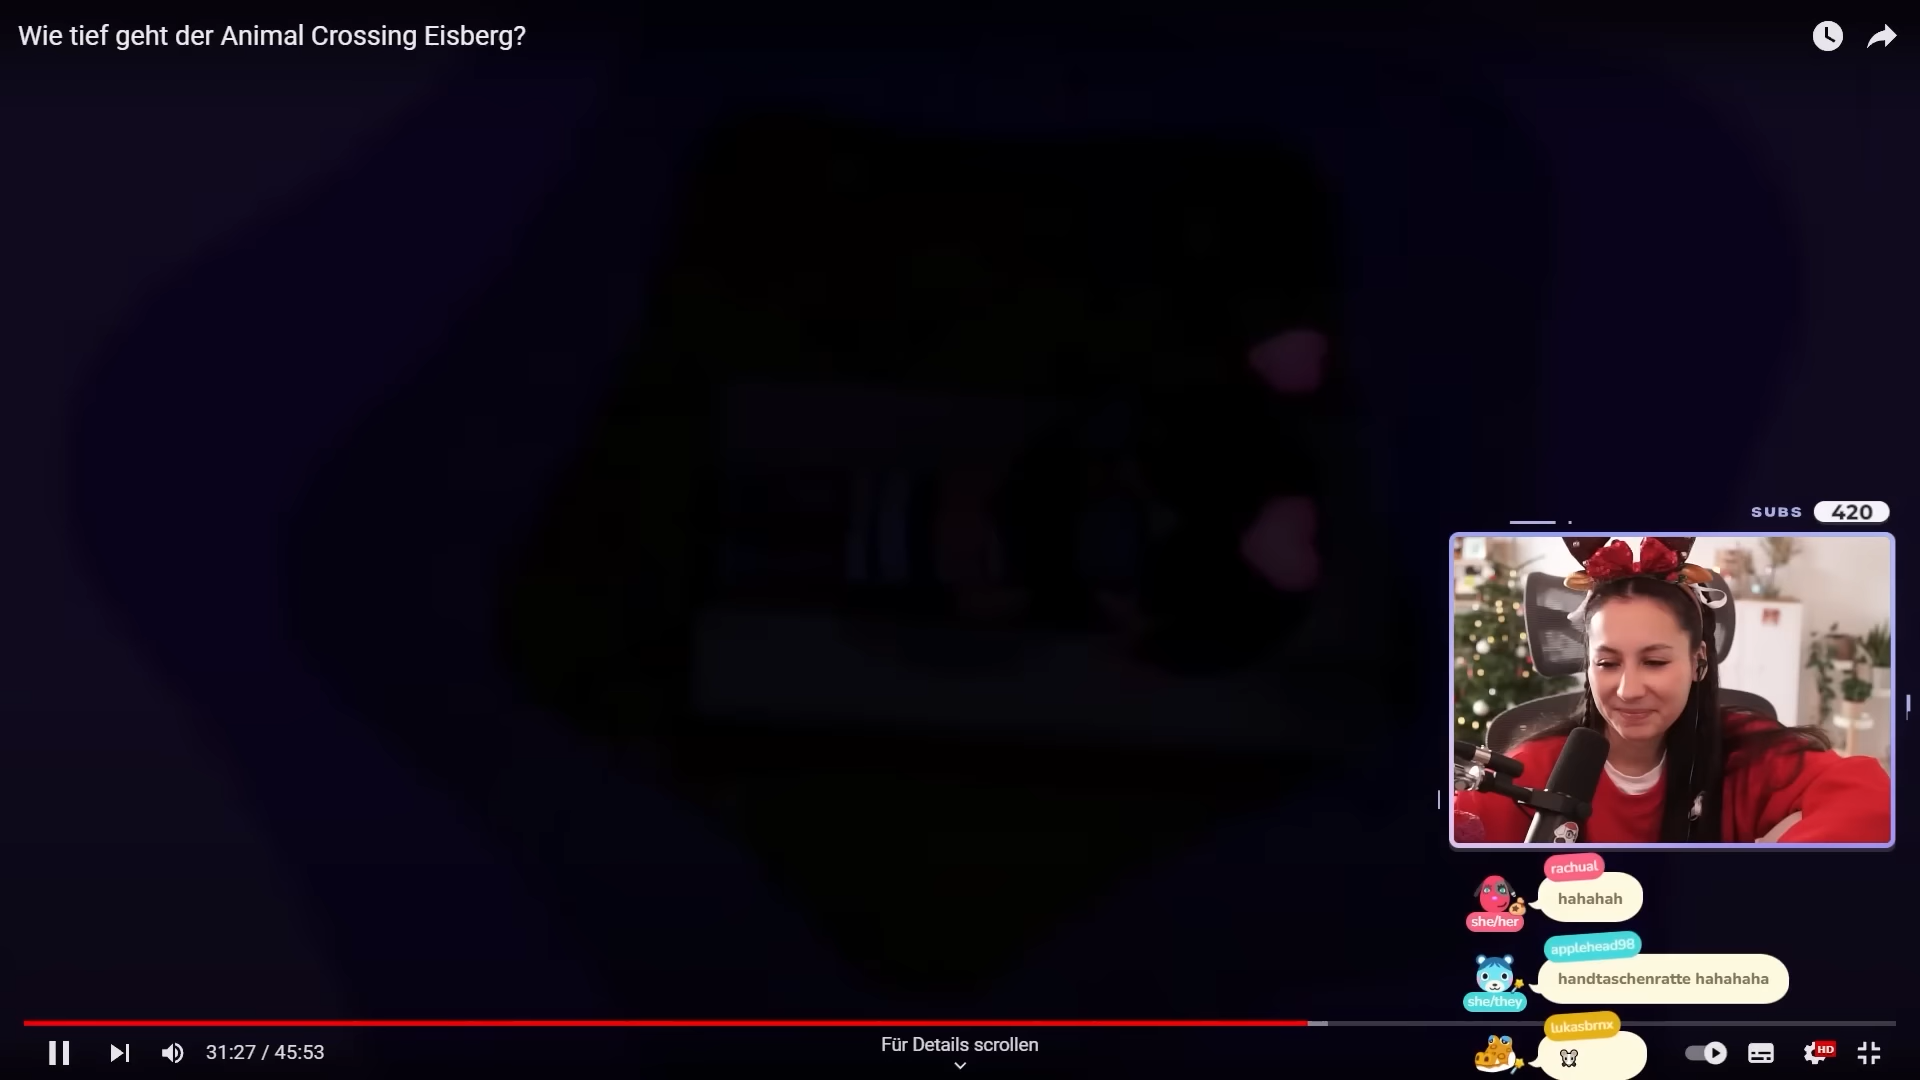 Wie tief geht der Animal Crossing Eisberg?
SUBS 420
rachual
hahahah
she/her
applehead98
handtaschenratte hahahaha
she/they
lukasbrnx
31:27 / 45:53
Für Details scrollen
HD